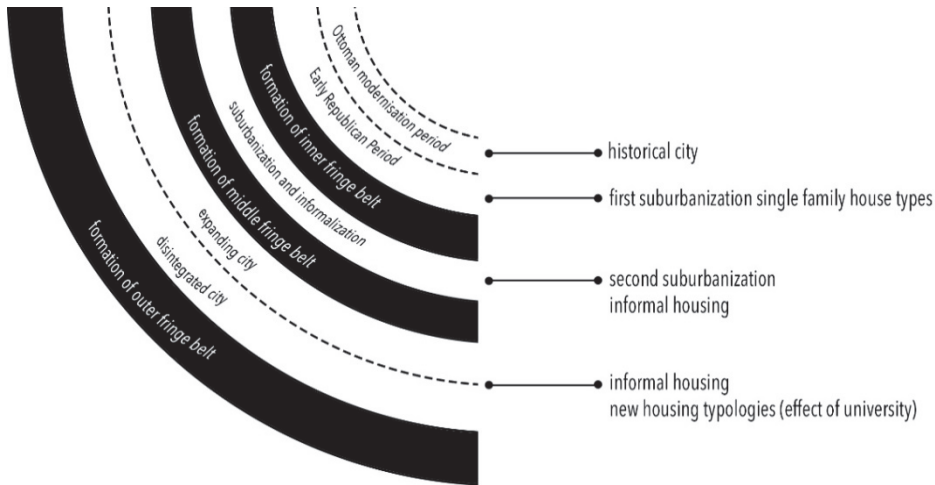 Ottoman modernisation period
Early Republican Period
formation of inner fringe belt
suburbanization and informalization
formation of middle fringe belt
expanding city
disintegrated city
formation of outer fringe belt
historical city
first suburbanization single family house types
second suburbanization
informal housing
informal housing
new housing typologies (effect of university)